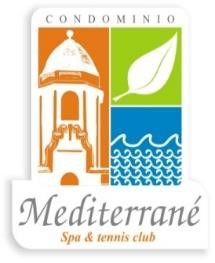 CONDOMINIO
Mediterrané
Spa & tennis club